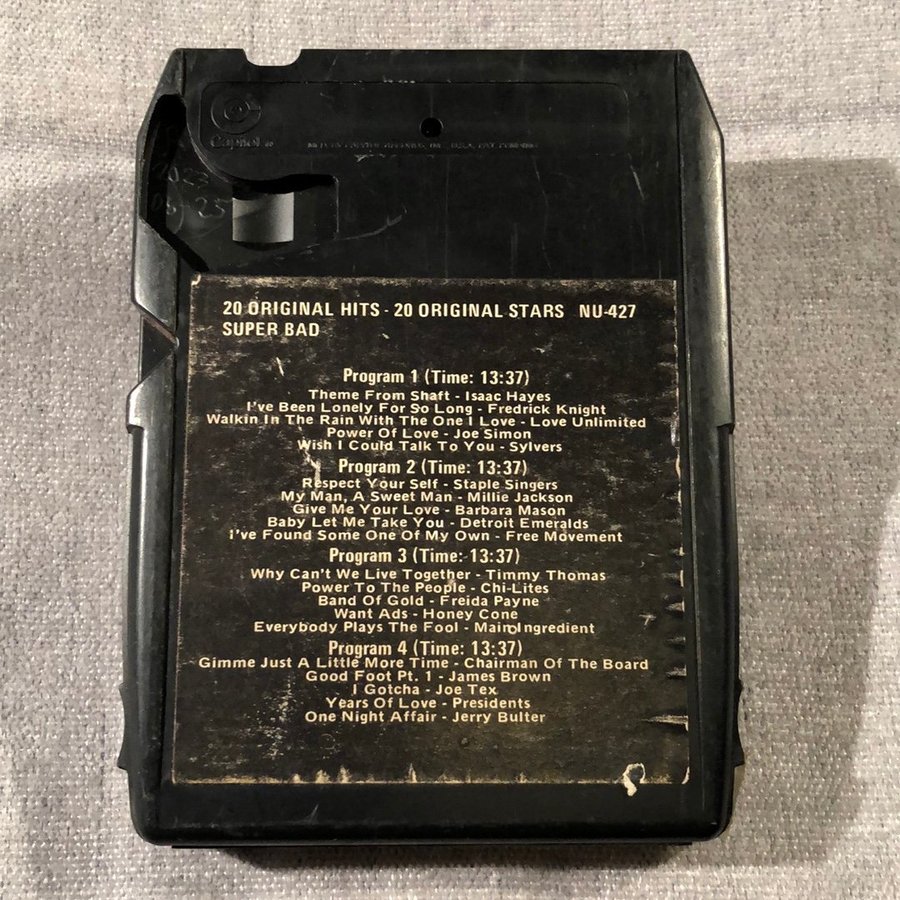 Capitol ®
20 ORIGINAL HITS - 20 ORIGINAL STARS NU-427
SUPER BAD
Program 1 (Time: 13:37)
Theme From Shaft - Isaac Hayes
I've Been Lonely For So Long - Fredrick Knight
Walkin In The Rain With The One I Love - Love Unlimited
Power Of Love - Joe Simon
Wish I Could Talk To You - Sylvers
Program 2 (Time: 13:37)
Respect Your Self - Staple Singers
My Man, A Sweet Man - Millie Jackson
Give Me Your Love - Barbara Mason
Baby Let Me Take You - Detroit Emeralds
I've Found Some One Of My Own - Free Movement
Program 3 (Time: 13:37)
Why Can't We Live Together - Timmy Thomas
Power To The People - Chi-Lites
Band Of Gold - Freida Payne
Want Ads - Honey Cone
Everybody Plays The Fool - Main Ingredient
Program 4 (Time: 13:37)
Gimme Just A Little More Time - Chairman Of The Board
Good Foot Pt. 1 - James Brown
I Gotcha - Joe Tex
Years Of Love - Presidents
One Night Affair - Jerry Bulter